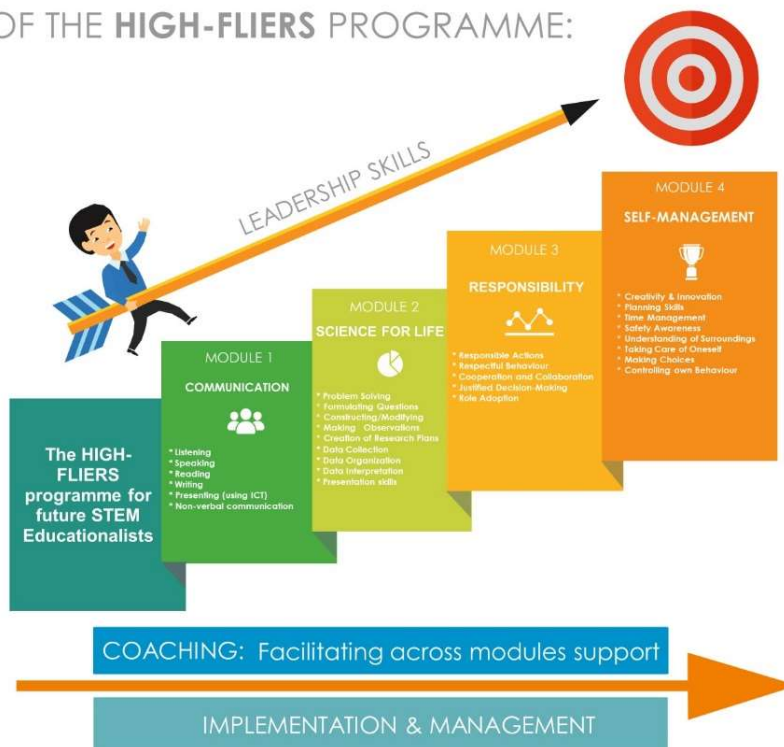 OF THE HIGH-FLIERS PROGRAMME:
LEADERSHIP SKILLS
The HIGH-
FLIERS
programme for
future STEM
Educationalists
MODULE 1
COMMUNICATION
* Listening
* Speaking
* Reading
* Writing
* Presenting (using ICT)
* Non-verbal communication
MODULE 2
SCIENCE FOR LIFE
* Problem Solving
* Formulating Questions
* Constructing/Modifying
* Making Observations
* Creation of Research Plans
* Data Collection
* Data Organization
* Data Interpretation
* Presentation skills
MODULE 3
RESPONSIBILITY
* Responsible Actions
* Respectful Behaviour
* Cooperation and Collaboration
* Justified Decision-Making
* Role Adoption
MODULE 4
SELF-MANAGEMENT
* Creativity & Innovation
* Planning Skills
* Time Management
* Safety Awareness
* Understanding of Surroundings
* Taking Care of Oneself
* Making Choices
* Controlling own Behaviour
COACHING: Facilitating across modules support
IMPLEMENTATION & MANAGEMENT